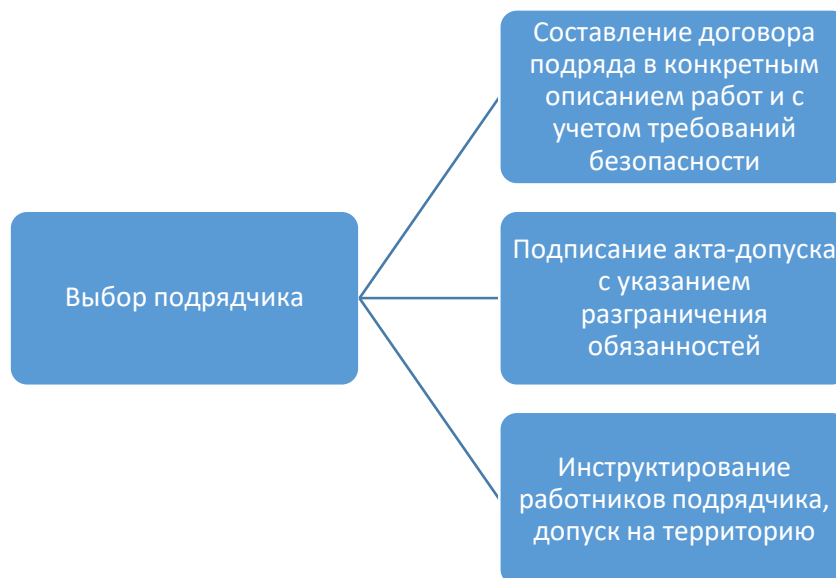 Выбор подрядчика
Составление договора
подряда в конкретным
описанием работ и с
учетом требований
безопасности
Подписание акта-допуска
с указанием
разграничения
обязанностей
Инструктирование
работников подрядчика,
допуск на территорию